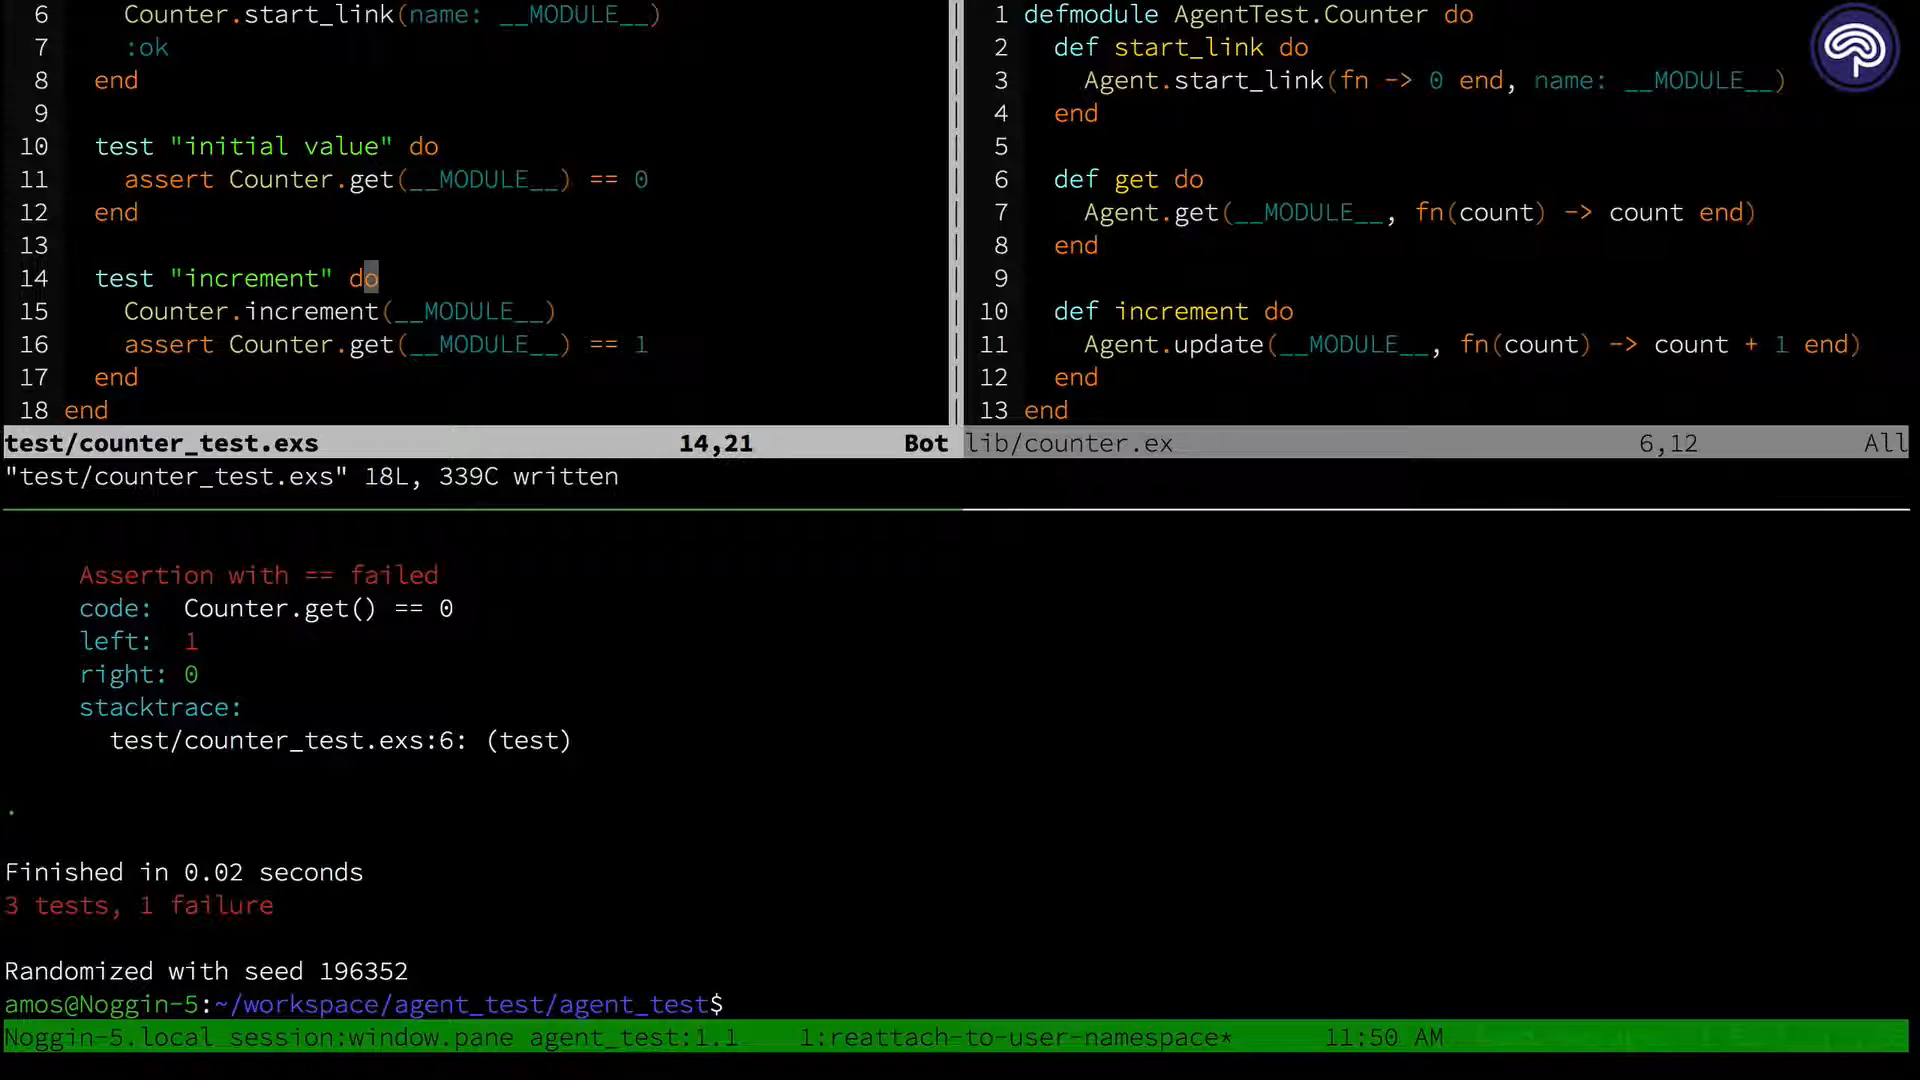 6 Counter.start_link(name: __MODULE__)
7 :ok
8 end
9
10 test "initial value" do
11 assert Counter.get(__MODULE__) == 0
12 end
13
14 test "increment" do
15 Counter.increment(__MODULE__)
16 assert Counter.get(__MODULE__) == 1
17 end
18 end
test/counter_test.exs 14,21 Bot
"test/counter_test.exs" 18L, 339C written
1 defmodule AgentTest.Counter do
2 def start_link do
3 Agent.start_link(fn -> 0 end, name: __MODULE__)
4 end
5
6 def get do
7 Agent.get(__MODULE__, fn(count) -> count end)
8 end
9
10 def increment do
11 Agent.update(__MODULE__, fn(count) -> count + 1 end)
12 end
13 end
lib/counter.ex 6,12 All
Assertion with == failed
code: Counter.get() == 0
left: 1
right: 0
stacktrace:
test/counter_test.exs:6: (test)
.
Finished in 0.02 seconds
3 tests, 1 failure
Randomized with seed 196352
amos@Noggin-5:~/workspace/agent_test/agent_test$
Noggin-5.local session:window.pane agent_test:1.1 1:reattach-to-user-namespace* 11:50 AM